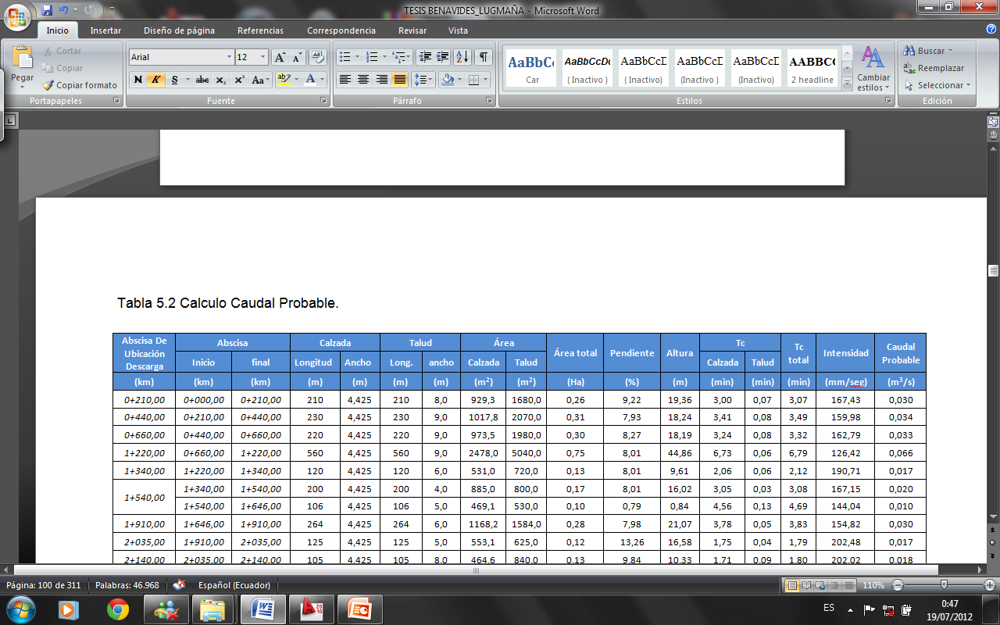 TESIS BENAVIDES_LUGMAÑA - Microsoft Word
Inicio Insertar Diseño de página Referencias Correspondencia Revisar Vista
Pegar Cortar Copiar Copiar formato
Portapapeles
Arial 12
N K S abc x₂ x² Aa
Fuente
Párrafo
AaBbCc AaBbCcDc AaBbCcD AaBbCcD AaBbCcD AABBCC
Car ( Inactivo ) ( Inactivo) (Inactivo ) (Inactivo) 2 headline
Cambiar estilos
Estilos
Buscar
Reemplazar
Seleccionar
Edición
Tabla 5.2 Calculo Caudal Probable.
Abscisa De Ubicación Descarga Abscisa Calzada Talud Área Área total Pendiente Altura Tc Tc total Intensidad Caudal Probable
Inicio final Longitud Ancho Long. ancho Calzada Talud Calzada Talud
(km) (km) (km) (m) (m) (m) (m) (m²) (m²) (Ha) (%) (m) (min) (min) (min) (mm/seg) (m³/s)
0+210,00 0+000,00 0+210,00 210 4,425 210 8,0 929,3 1680,0 0,26 9,22 19,36 3,00 0,07 3,07 167,43 0,030
0+440,00 0+210,00 0+440,00 230 4,425 230 9,0 1017,8 2070,0 0,31 7,93 18,24 3,41 0,08 3,49 159,98 0,034
0+660,00 0+440,00 0+660,00 220 4,425 220 9,0 973,5 1980,0 0,30 8,27 18,19 3,24 0,08 3,32 162,79 0,033
1+220,00 0+660,00 1+220,00 560 4,425 560 9,0 2478,0 5040,0 0,75 8,01 44,86 6,73 0,06 6,79 126,42 0,066
1+340,00 1+220,00 1+340,00 120 4,425 120 6,0 531,0 720,0 0,13 8,01 9,61 2,06 0,06 2,12 190,71 0,017
1+540,00 1+340,00 1+540,00 200 4,425 200 4,0 885,0 800,0 0,17 8,01 16,02 3,05 0,03 3,08 167,15 0,020
1+540,00 1+646,00 106 4,425 106 5,0 469,1 530,0 0,10 0,79 0,84 4,56 0,13 4,69 144,04 0,010
1+910,00 1+646,00 1+910,00 264 4,425 264 6,0 1168,2 1584,0 0,28 7,98 21,07 3,78 0,05 3,83 154,82 0,030
2+035,00 1+910,00 2+035,00 125 4,425 125 5,0 553,1 625,0 0,12 13,26 16,58 1,75 0,04 1,79 202,48 0,017
2+140,00 2+035,00 2+140,00 105 4,425 105 8,0 464,6 840,0 0,13 9,84 10,33 1,71 0,09 1,80 202,02 0,018
Página: 100 de 311 Palabras: 46.968 Español (Ecuador) 110%
ES 0:47
19/07/2012